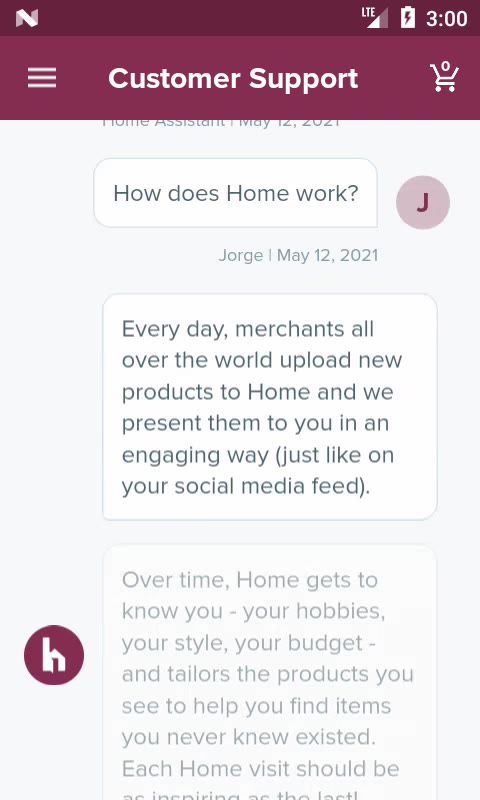 LTE 3:00
Customer Support
0
Home Assistant | May 12, 2021
How does Home work?
J
Jorge | May 12, 2021
Every day, merchants all
over the world upload new
products to Home and we
present them to you in an
engaging way (just like on
your social media feed).
Over time, Home gets to
know you - your hobbies,
your style, your budget -
and tailors the products you
see to help you find items
you never knew existed.
Each Home visit should be
as inspiring as the last!
h